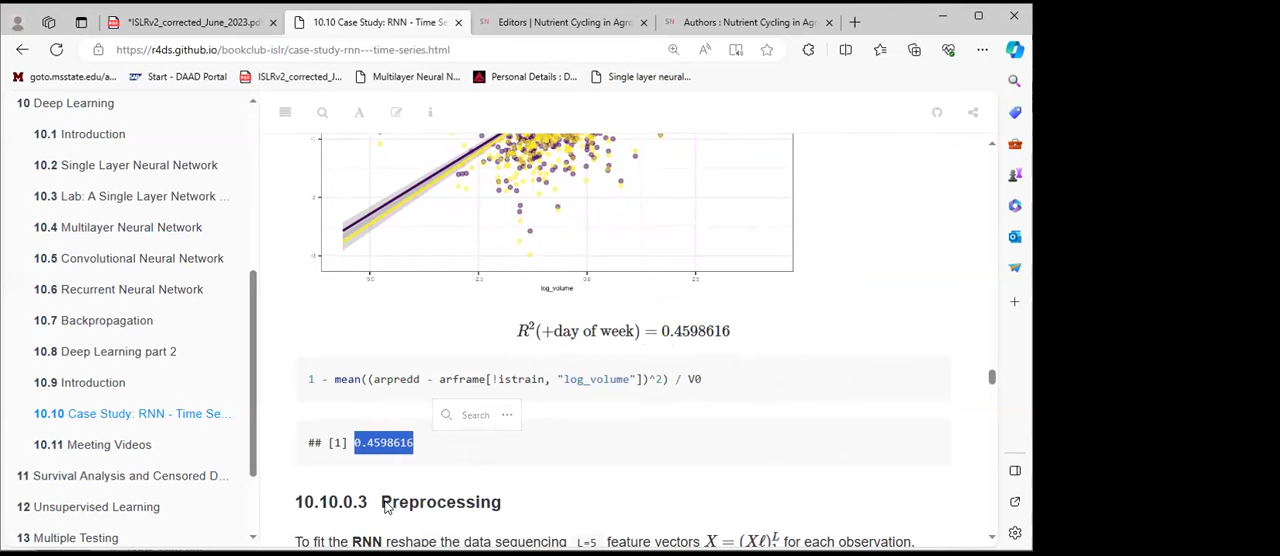 *ISLRv2_corrected_June_2023.pd
10.10 Case Study: RNN - Time Se
SN Editors | Nutrient Cycling in Agro
SN Authors : Nutrient Cycling in Agro
https://r4ds.github.io/bookclub-islr/case-study-rnn---time-series.html
goto.msstate.edu/a...
Start - DAAD Portal
ISLRv2_corrected_J...
Multilayer Neural N...
Personal Details : D...
Single layer neural...
10 Deep Learning
10.1 Introduction
10.2 Single Layer Neural Network
10.3 Lab: A Single Layer Network ...
10.4 Multilayer Neural Network
10.5 Convolutional Neural Network
10.6 Recurrent Neural Network
10.7 Backpropagation
10.8 Deep Learning part 2
10.9 Introduction
10.10 Case Study: RNN - Time Se...
10.11 Meeting Videos
11 Survival Analysis and Censored D...
12 Unsupervised Learning
13 Multiple Testing
log_volume
R²(+day of week) = 0.4598616
1 - mean((arpredd - arframe[!istrain, "log_volume"])^2) / V0
Search ...
## [1] 0.4598616
10.10.0.3 Preprocessing
To fit the RNN reshape the data sequencing L=5 feature vectors X = (Xℓ)
for each observation.